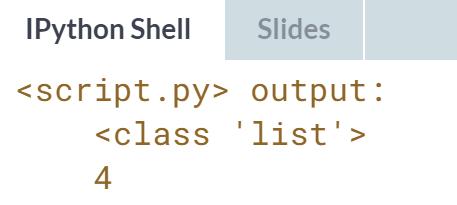 IPython Shell Slides
<script.py> output:
    <class 'list'>
    4